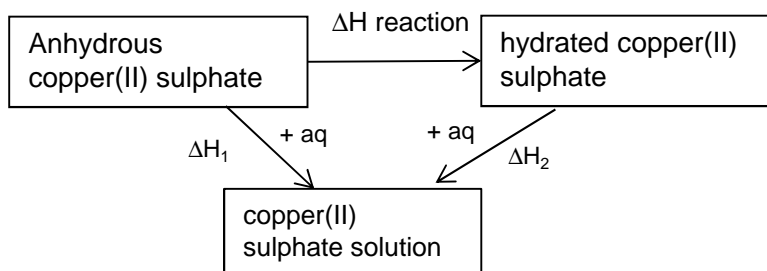 ΔH reaction
Anhydrous
copper(II) sulphate
hydrated copper(II)
sulphate
+ aq
+ aq
ΔH₁
ΔH₂
copper(II)
sulphate solution